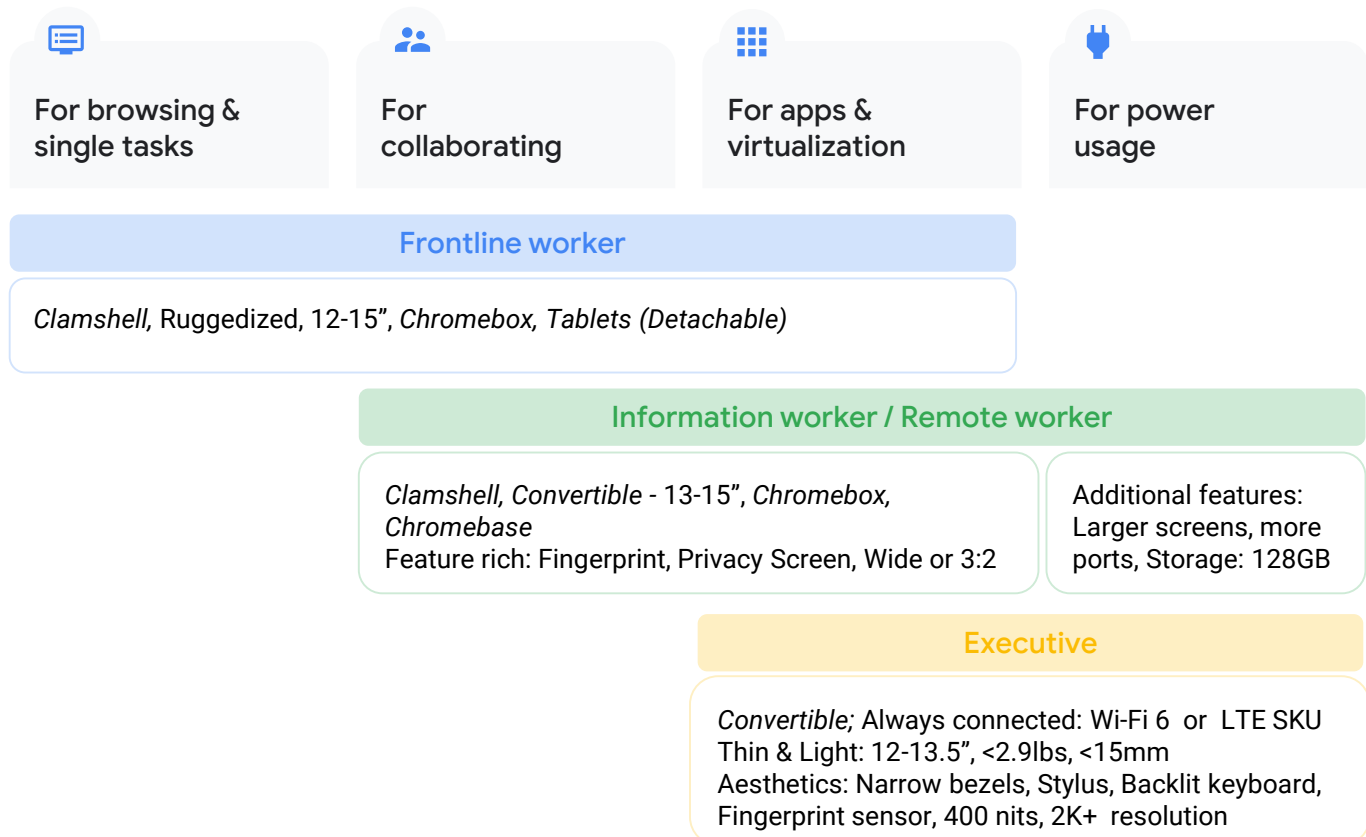 For browsing &
single tasks
For
collaborating
For apps &
virtualization
For power
usage
Frontline worker
Clamshell, Ruggedized, 12-15”, Chromebox, Tablets (Detachable)
Information worker / Remote worker
Clamshell, Convertible - 13-15”, Chromebox,
Chromebase
Feature rich: Fingerprint, Privacy Screen, Wide or 3:2
Additional features:
Larger screens, more
ports, Storage: 128GB
Executive
Convertible; Always connected: Wi-Fi 6 or LTE SKU
Thin & Light: 12-13.5”, <2.9lbs, <15mm
Aesthetics: Narrow bezels, Stylus, Backlit keyboard,
Fingerprint sensor, 400 nits, 2K+ resolution